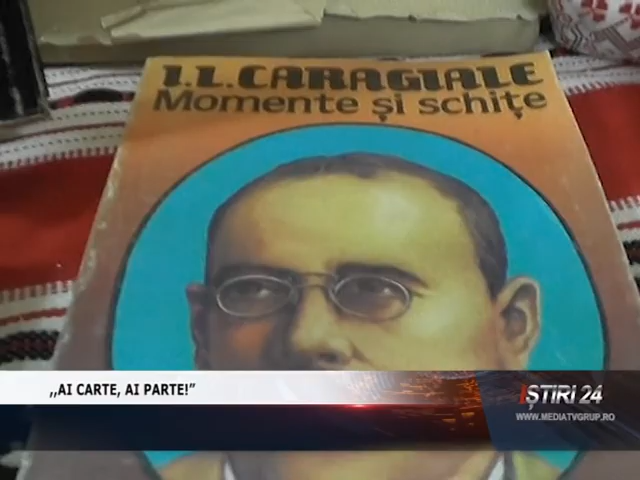 I.L.CARAGIALE
Momente și schițe
,,AI CARTE, AI PARTE!”
ȘTIRI 24
WWW.MEDIATVGRUP.RO